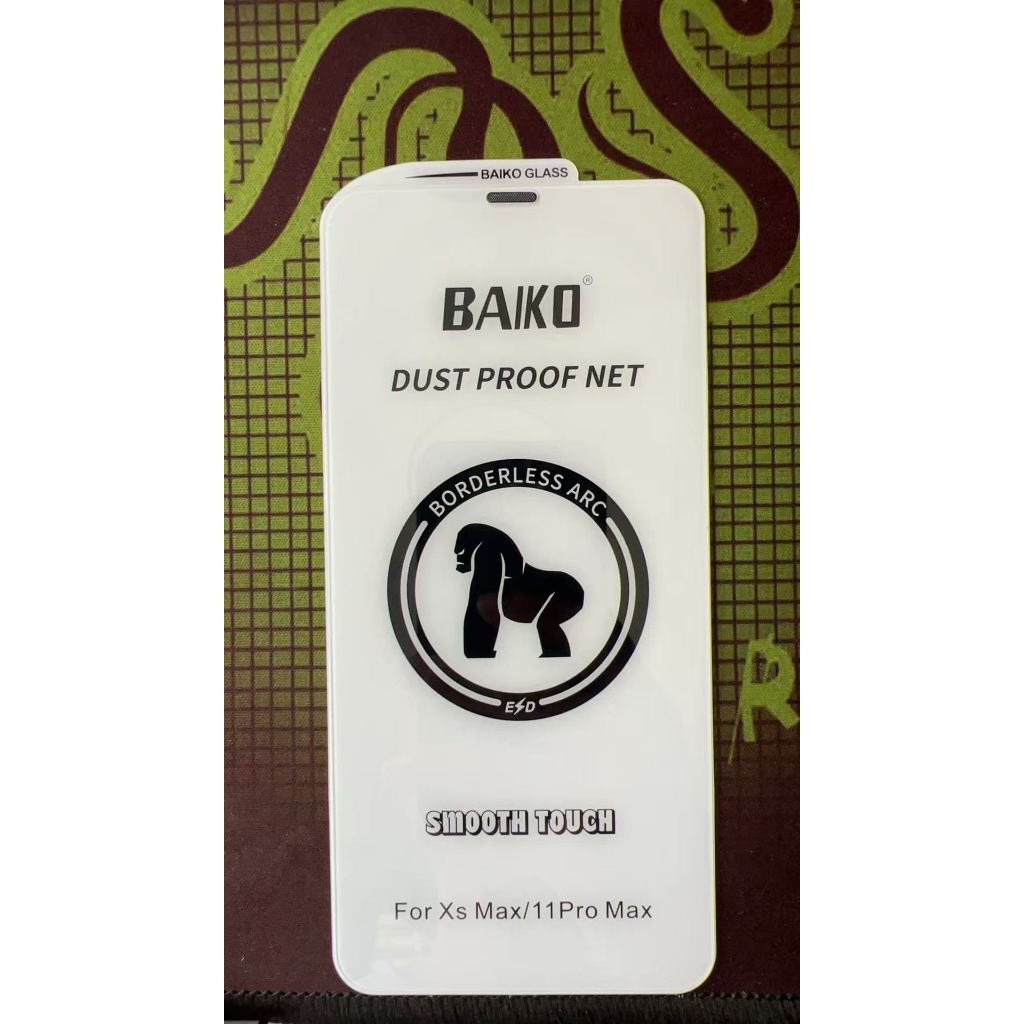 BAIKO GLASS
BAIKO®
DUST PROOF NET
BORDERLESS ARC
ESD
SMOOTH TOUCH
For Xs Max/11Pro Max
R